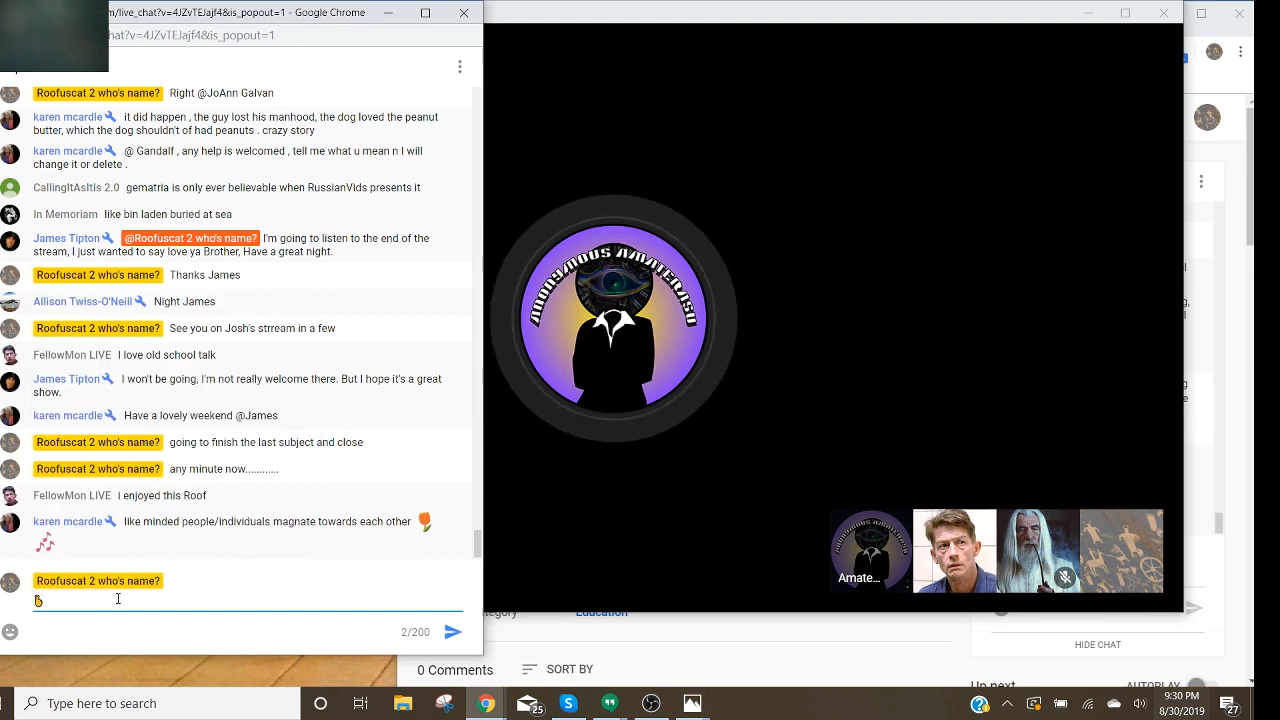 m/live_chat?v=4JZvTEJajf4&is_popout=1 - Google Chrome
hat?v=4JZvTEJajf4&is_popout=1
Roofuscat 2 who's name? Right @JoAnn Galvan
karen mcardle it did happen , the guy lost his manhood, the dog loved the peanut
butter, which the dog shouldn't of had peanuts . crazy story
karen mcardle @ Gandalf , any help is welcomed , tell me what u mean n I will
change it or delete .
CallingItAsItIs 2.0 gematria is only ever believable when RussianVids presents it
In Memoriam like bin laden buried at sea
James Tipton @Roofuscat 2 who's name? I'm going to listen to the end of the
stream, I just wanted to say love ya Brother, Have a great night.
Roofuscat 2 who's name? Thanks James
Allison Twiss-O'Neill Night James
Roofuscat 2 who's name? See you on Josh's strream in a few
FellowMon LIVE I love old school talk
James Tipton I won't be going, I'm not really welcome there. But I hope it's a great
show.
karen mcardle Have a lovely weekend @James
Roofuscat 2 who's name? going to finish the last subject and close
Roofuscat 2 who's name? any minute now............
FellowMon LIVE i enjoyed this Roof
karen mcardle like minded people/individuals magnate towards each other 🌷
🎶
Roofuscat 2 who's name?
2/200
ANONYMOUS AMATERASU
Amate...
tegory
Education
HIDE CHAT
0 Comments
SORT BY
Up next
AUTOPLAY
Type here to search
25
9:30 PM
8/30/2019
27